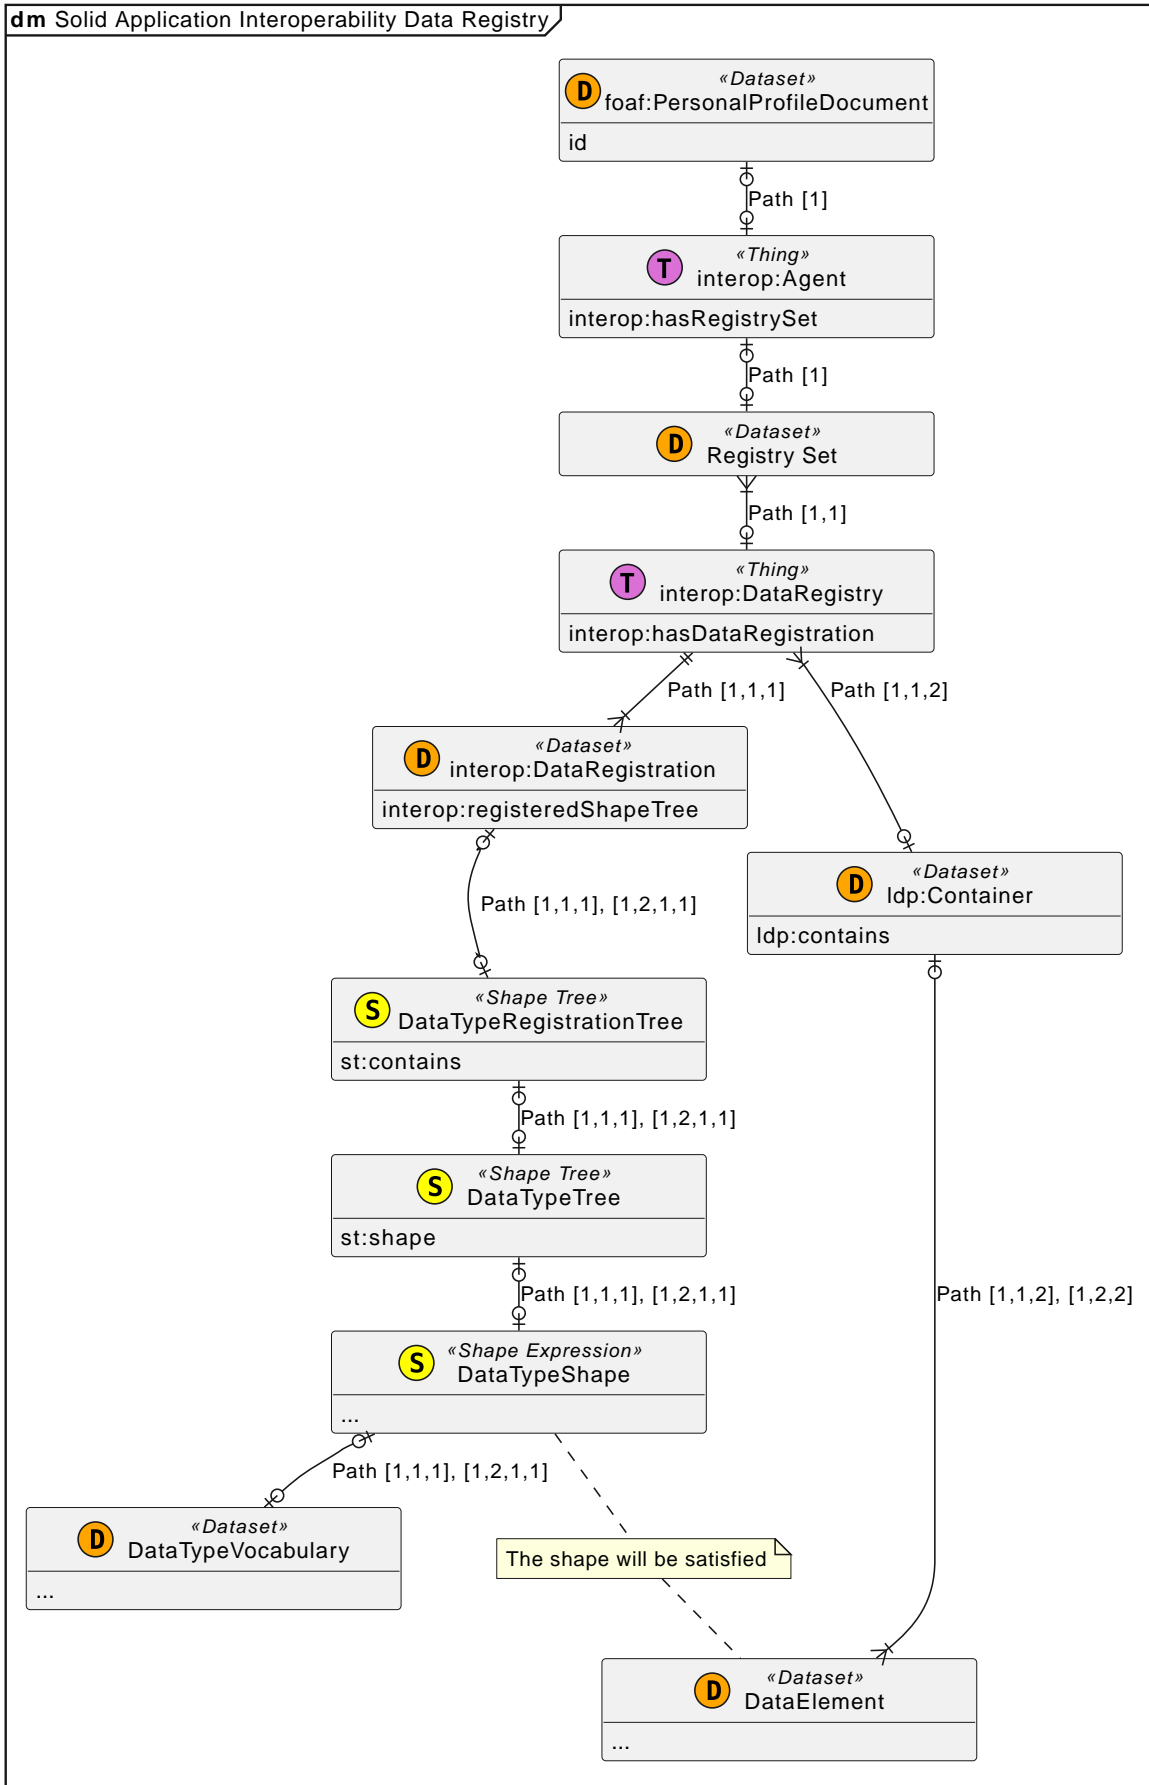 dm Solid Application Interoperability Data Registry
«Dataset»
D
foaf:PersonalProfileDocument
id
Path [1]
«Thing»
T
interop:Agent
interop:hasRegistrySet
Path [1]
«Dataset»
D
Registry Set
Path [1,1]
«Thing»
T
interop:DataRegistry
interop:hasDataRegistration
Path [1,1,1]
Path [1,1,2]
«Dataset»
D
interop:DataRegistration
interop:registeredShapeTree
«Dataset»
D
ldp:Container
ldp:contains
Path [1,1,1], [1,2,1,1]
«Shape Tree»
S
DataTypeRegistrationTree
st:contains
Path [1,1,1], [1,2,1,1]
«Shape Tree»
S
DataTypeTree
st:shape
Path [1,1,1], [1,2,1,1]
Path [1,1,2], [1,2,2]
«Shape Expression»
S
DataTypeShape
...
Path [1,1,1], [1,2,1,1]
«Dataset»
D
DataTypeVocabulary
...
The shape will be satisfied
«Dataset»
D
DataElement
...